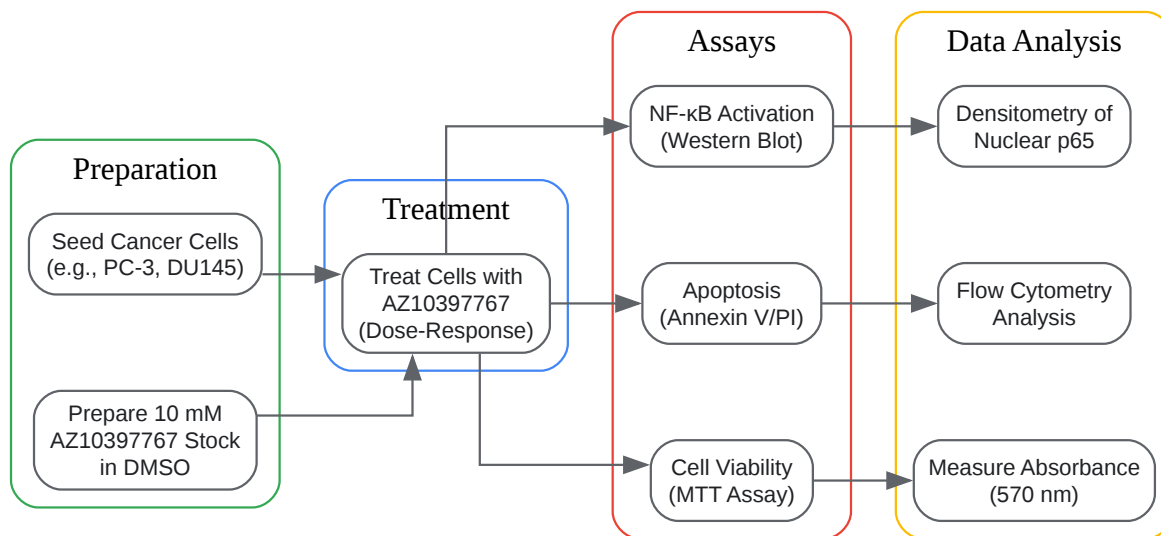 Preparation
Seed Cancer Cells
(e.g., PC-3, DU145)
Prepare 10 mM
AZ10397767 Stock
in DMSO
Treatment
Treat Cells with
AZ10397767
(Dose-Response)
Assays
NF-κB Activation
(Western Blot)
Apoptosis
(Annexin V/PI)
Cell Viability
(MTT Assay)
Data Analysis
Densitometry of
Nuclear p65
Flow Cytometry
Analysis
Measure Absorbance
(570 nm)